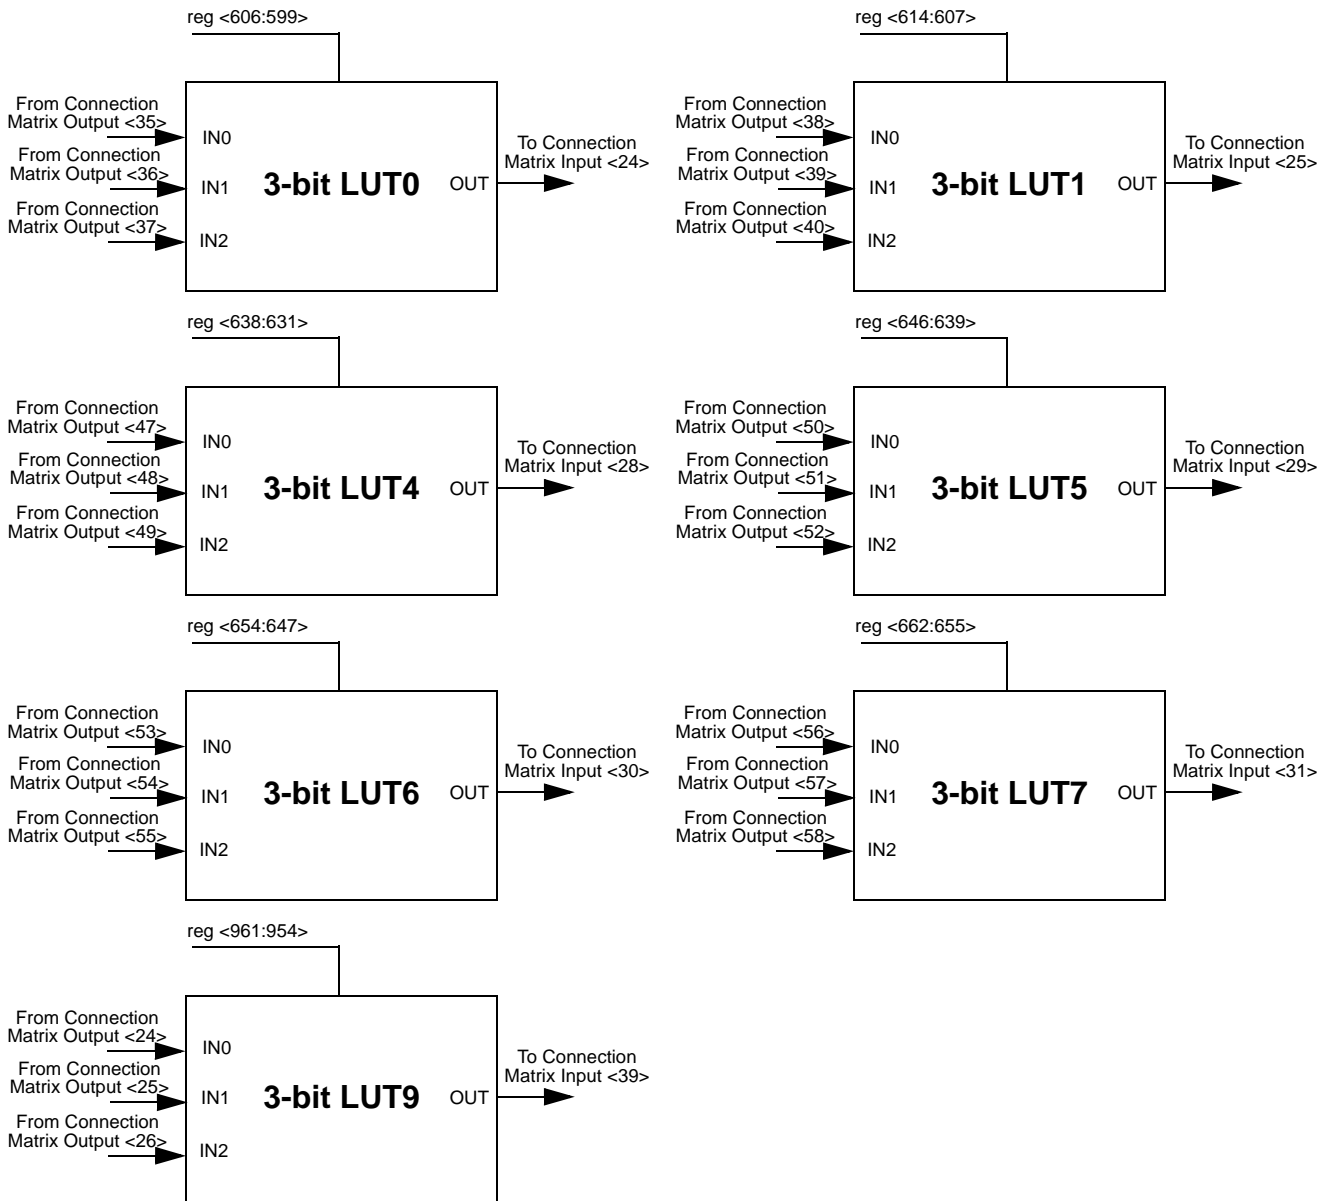 reg <606:599>
From Connection
Matrix Output <35>
From Connection
Matrix Output <36>
From Connection
Matrix Output <37>
IN0
IN1
IN2
3-bit LUT0
OUT
To Connection
Matrix Input <24>
reg <614:607>
From Connection
Matrix Output <38>
From Connection
Matrix Output <39>
From Connection
Matrix Output <40>
IN0
IN1
IN2
3-bit LUT1
OUT
To Connection
Matrix Input <25>
reg <638:631>
From Connection
Matrix Output <47>
From Connection
Matrix Output <48>
From Connection
Matrix Output <49>
IN0
IN1
IN2
3-bit LUT4
OUT
To Connection
Matrix Input <28>
reg <646:639>
From Connection
Matrix Output <50>
From Connection
Matrix Output <51>
From Connection
Matrix Output <52>
IN0
IN1
IN2
3-bit LUT5
OUT
To Connection
Matrix Input <29>
reg <654:647>
From Connection
Matrix Output <53>
From Connection
Matrix Output <54>
From Connection
Matrix Output <55>
IN0
IN1
IN2
3-bit LUT6
OUT
To Connection
Matrix Input <30>
reg <662:655>
From Connection
Matrix Output <56>
From Connection
Matrix Output <57>
From Connection
Matrix Output <58>
IN0
IN1
IN2
3-bit LUT7
OUT
To Connection
Matrix Input <31>
reg <961:954>
From Connection
Matrix Output <24>
From Connection
Matrix Output <25>
From Connection
Matrix Output <26>
IN0
IN1
IN2
3-bit LUT9
OUT
To Connection
Matrix Input <39>